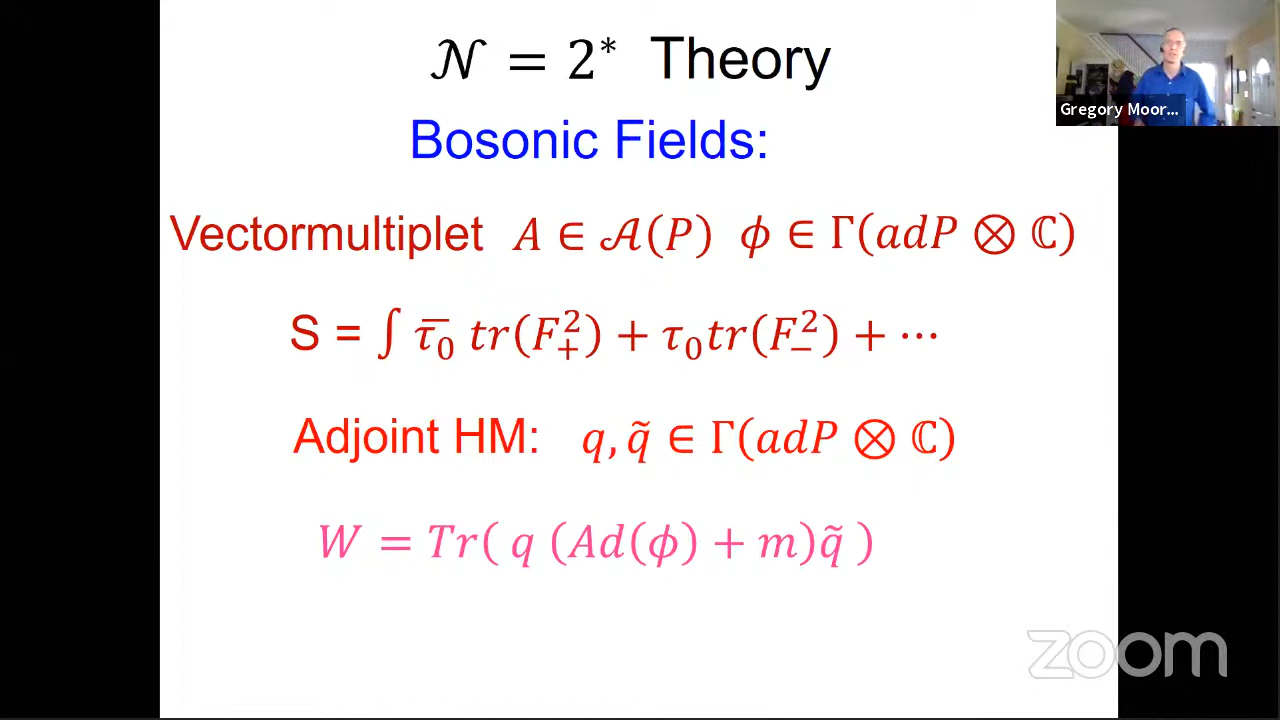 𝒩 = 2* Theory
Gregory Moor...
Bosonic Fields:
Vectormultiplet A ∈ 𝒜(P) ϕ ∈ Γ(adP ⊗ ℂ)
S = ∫ τ̄₀ tr(F₊²) + τ₀tr(F₋²) + ⋯
Adjoint HM: q, q̃ ∈ Γ(adP ⊗ ℂ)
W = Tr( q (Ad(ϕ) + m)q̃ )
zoom